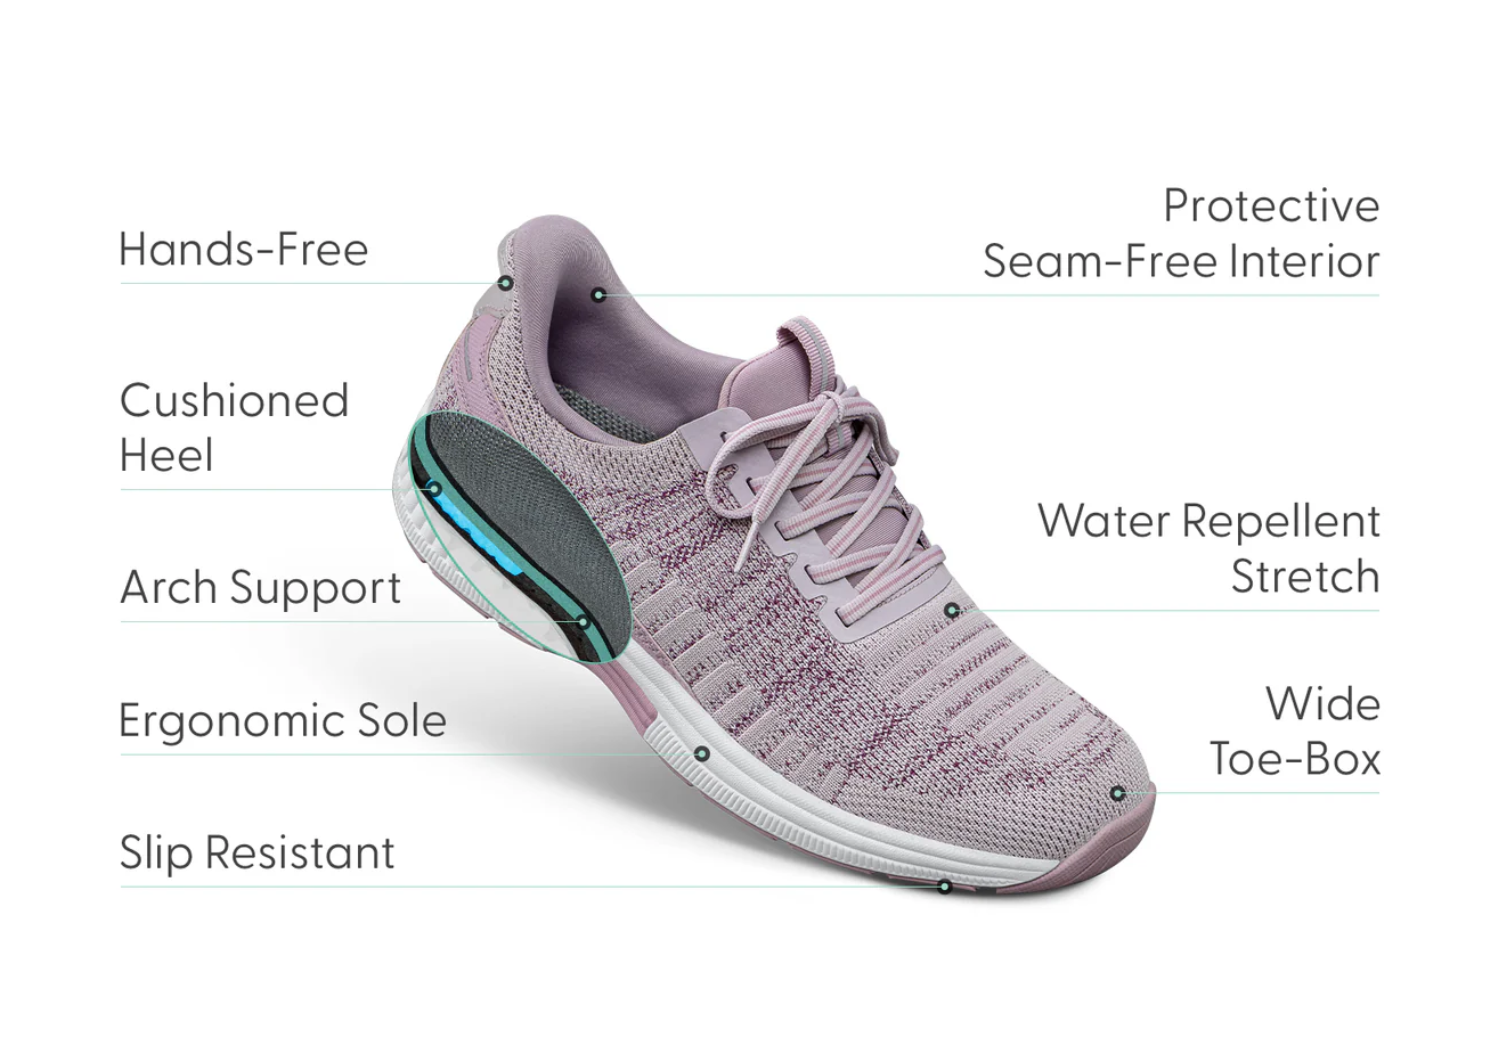 Hands-Free
Cushioned
Heel
Arch Support
Ergonomic Sole
Slip Resistant
Protective
Seam-Free Interior
Water Repellent
Stretch
Wide
Toe-Box